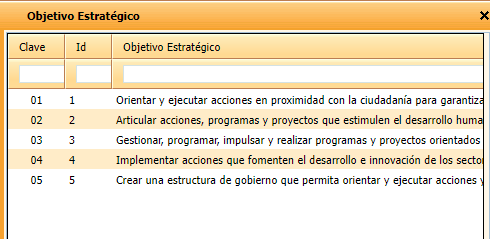 Objetivo Estratégico
Clave Id Objetivo Estratégico
01 1 Orientar y ejecutar acciones en proximidad con la ciudadanía para garantiza
02 2 Articular acciones, programas y proyectos que estimulen el desarrollo huma
03 3 Gestionar, programar, impulsar y realizar programas y proyectos orientados
04 4 Implementar acciones que fomenten el desarrollo e innovación de los secto
05 5 Crear una estructura de gobierno que permita orientar y ejecutar acciones y